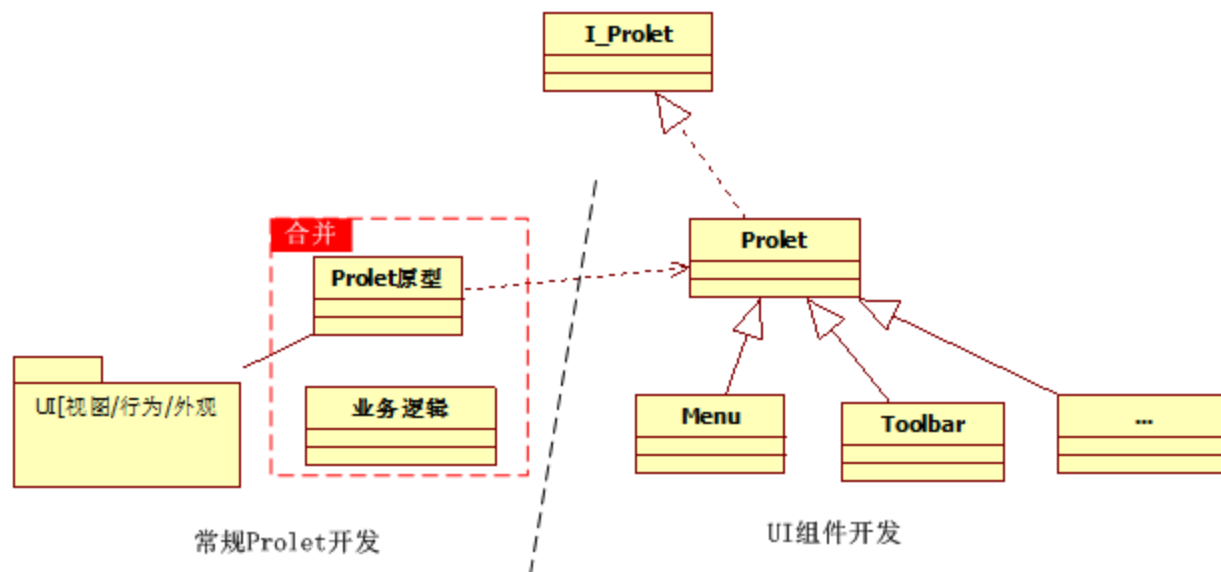 I_Prolet
Prolet
合并
Prolet原型
UI[视图/行为/外观
业务逻辑
Menu
Toolbar
...
常规Prolet开发
UI组件开发